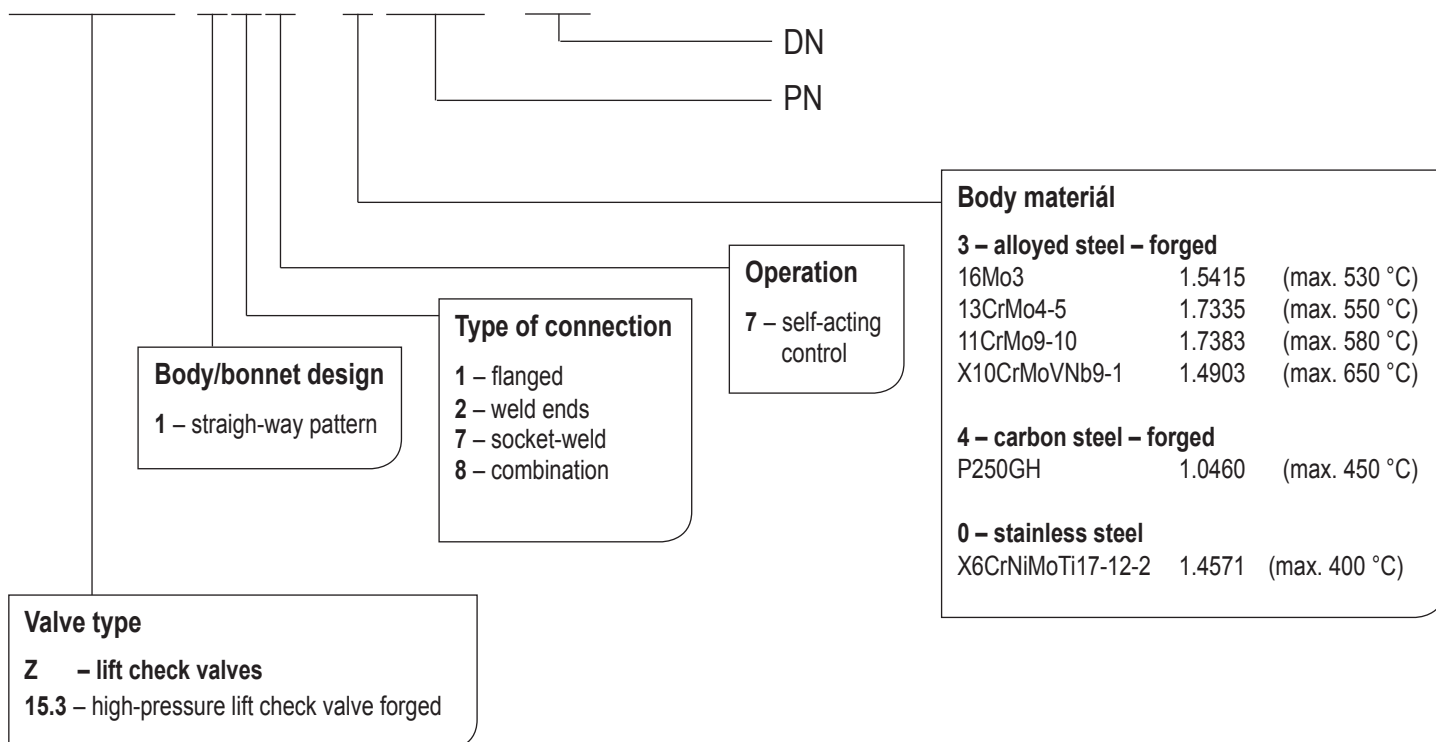 DN
PN
Body materiál
3 – alloyed steel – forged
16Mo3 1.5415 (max. 530 °C)
13CrMo4-5 1.7335 (max. 550 °C)
11CrMo9-10 1.7383 (max. 580 °C)
X10CrMoVNb9-1 1.4903 (max. 650 °C)
4 – carbon steel – forged
P250GH 1.0460 (max. 450 °C)
0 – stainless steel
X6CrNiMoTi17-12-2 1.4571 (max. 400 °C)
Operation
7 – self-acting
control
Type of connection
1 – flanged
2 – weld ends
7 – socket-weld
8 – combination
Body/bonnet design
1 – straigh-way pattern
Valve type
Z – lift check valves
15.3 – high-pressure lift check valve forged